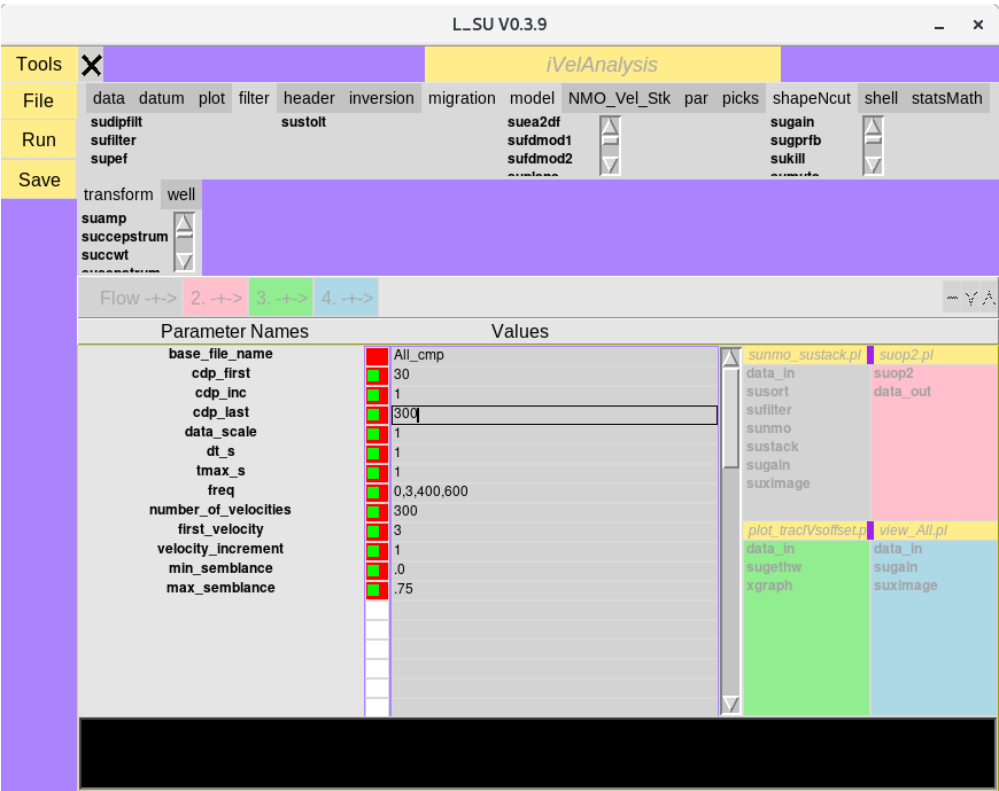 L_SU V0.3.9
Tools X iVelAnalysis
File data datum plot filter header inversion migration model NMO_Vel_Stk par picks shapeNcut shell statsMath
sudipfilt sustolt suea2df sugain
Run sufilter sufdmod1 sugprfb
supef sufdmod2 sukill
Save
transform well
suamp
succepstrum
succwt
Flow -+-> 2. -+-> 3. -+-> 4. -+->
Parameter Names Values
base_file_name All_cmp
cdp_first 30
cdp_inc 1
cdp_last 300
data_scale 1
dt_s 1
tmax_s 1
freq 0,3,400,600
number_of_velocities 300
first_velocity 3
velocity_increment 1
min_semblance .0
max_semblance .75
sunmo_sustack.pl
data_in
susort
sufilter
sunmo
sustack
sugain
suximage
suop2.pl
suop2
data_out
plot_traclVsoffset.p
data_in
sugethw
xgraph
view_All.pl
data_in
sugain
suximage